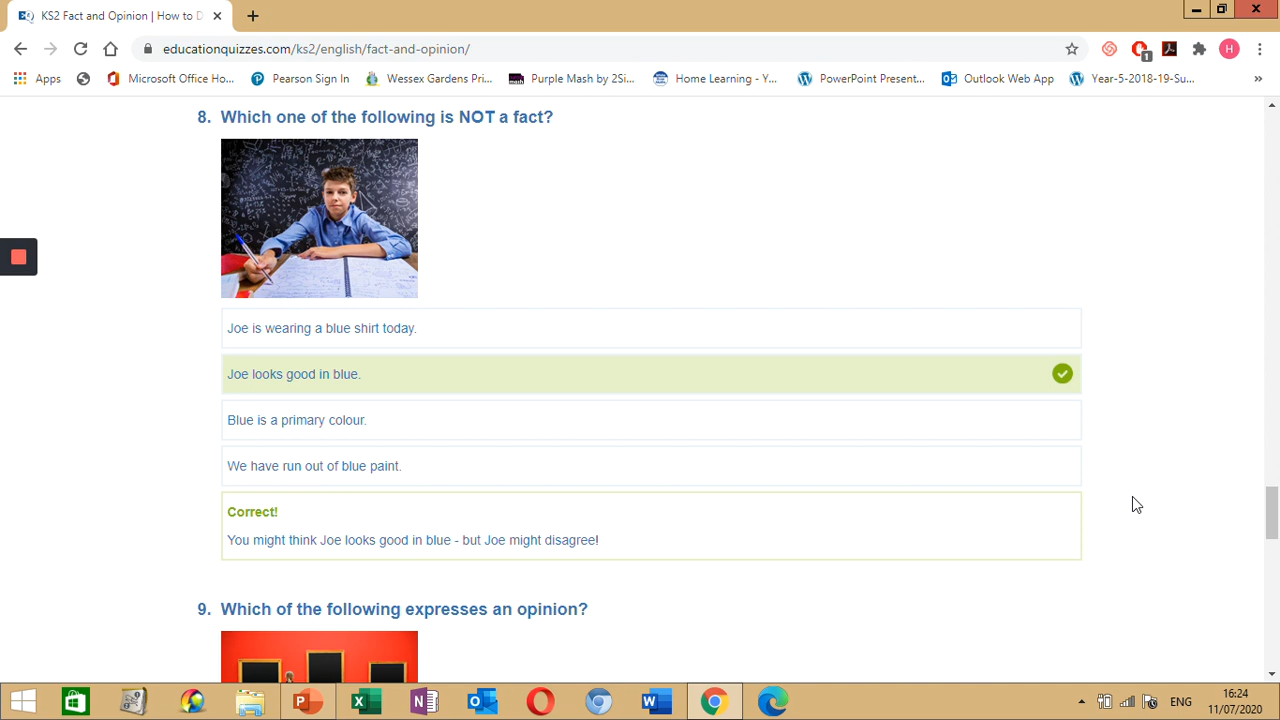 KS2 Fact and Opinion | How to D
educationquizzes.com/ks2/english/fact-and-opinion/
H
1
Apps
Microsoft Office Ho...
Pearson Sign In
Wessex Gardens Pri...
Purple Mash by 2Si...
Home Learning - Y...
PowerPoint Present...
Outlook Web App
Year-5-2018-19-Su...
»
8. Which one of the following is NOT a fact?
Joe is wearing a blue shirt today.
Joe looks good in blue.
Blue is a primary colour.
We have run out of blue paint.
Correct!
You might think Joe looks good in blue - but Joe might disagree!
9. Which of the following expresses an opinion?
ENG
16:24
11/07/2020